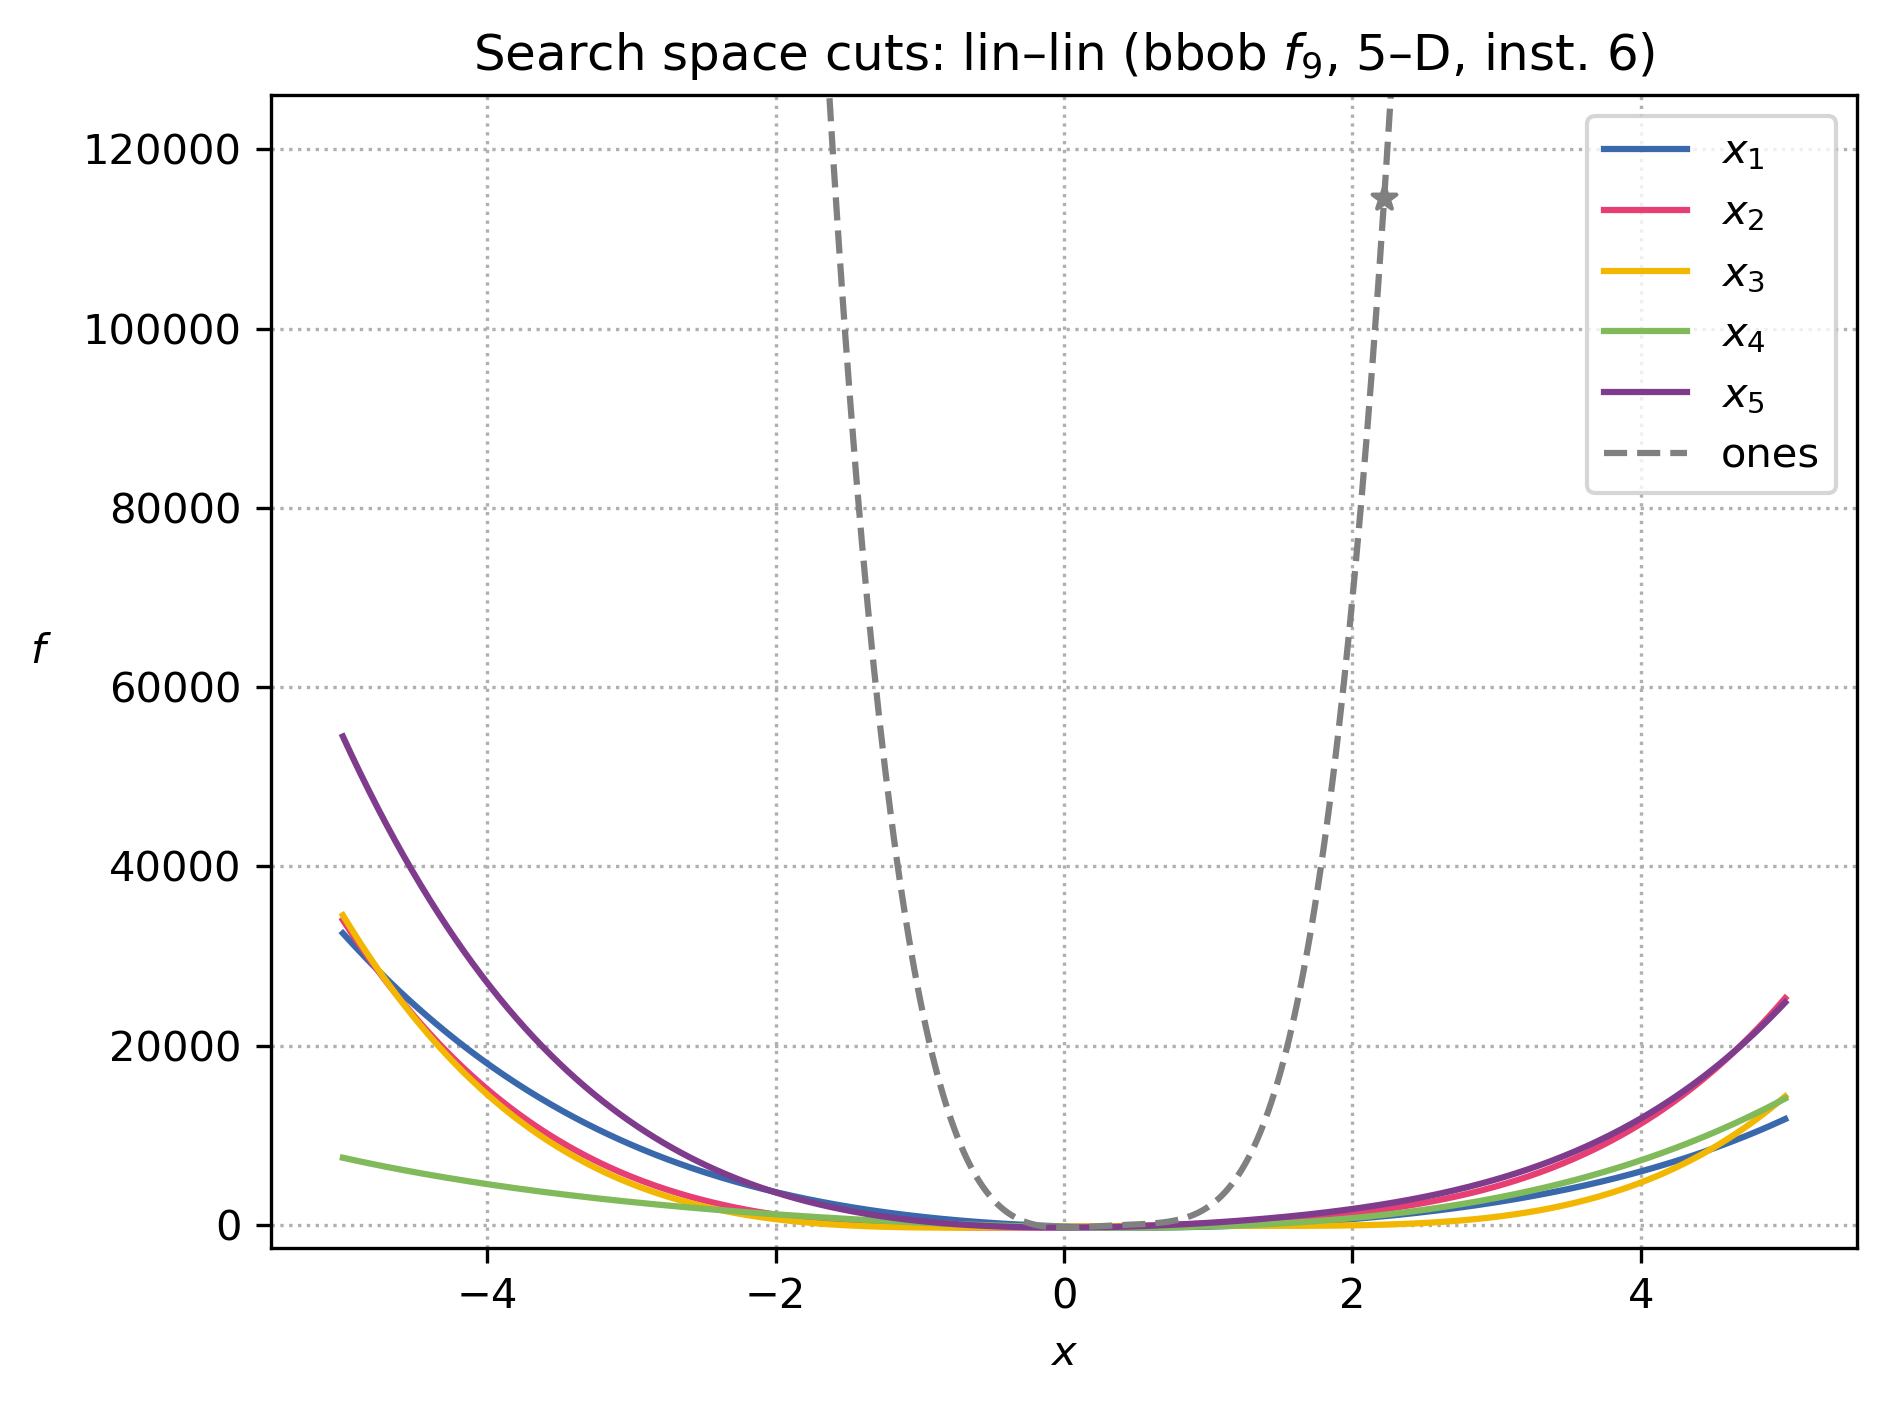 Search space cuts: lin–lin (bbob f₉, 5–D, inst. 6)
120000
100000
80000
60000
40000
20000
0
f
−4
−2
0
2
4
x
x₁
x₂
x₃
x₄
x₅
ones